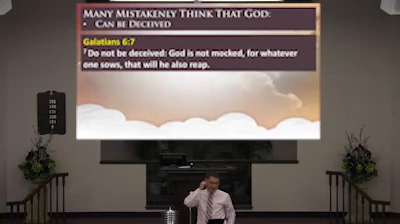 Many Mistakenly Think That God:
• Can be Deceived
Galatians 6:7
7 Do not be deceived: God is not mocked, for whatever
one sows, that will he also reap.